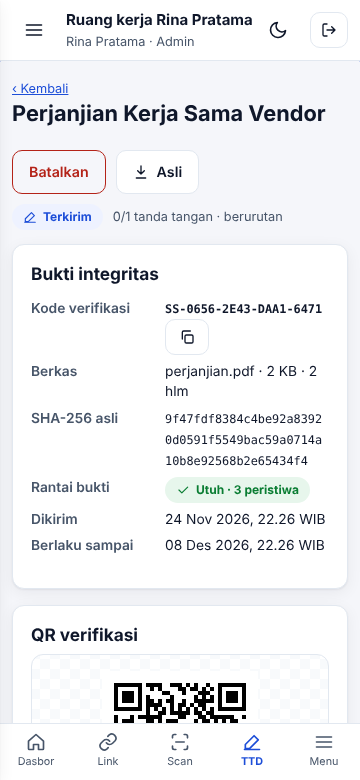 Ruang kerja Rina Pratama
Rina Pratama · Admin
‹ Kembali
Perjanjian Kerja Sama Vendor
Batalkan
Asli
Terkirim
0/1 tanda tangan · berurutan
Bukti integritas
Kode verifikasi
SS-0656-2E43-DAA1-6471
Berkas
perjanjian.pdf · 2 KB · 2
hlm
SHA-256 asli
9f47fdf8384c4be92a8392
0d0591f5549bac59a0714a
10b8e92568b2e65434f4
Rantai bukti
Utuh · 3 peristiwa
Dikirim
24 Nov 2026, 22.26 WIB
Berlaku sampai
08 Des 2026, 22.26 WIB
QR verifikasi
Dasbor
Link
Scan
TTD
Menu